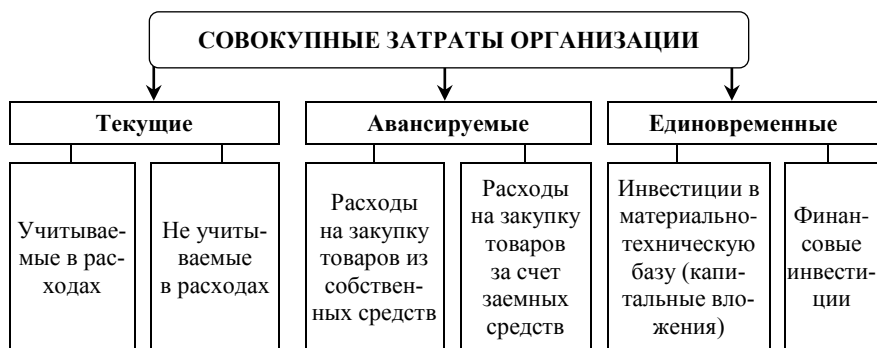 СОВОКУПНЫЕ ЗАТРАТЫ ОРГАНИЗАЦИИ
Текущие
Авансируемые
Единовременные
Учитывае-
мые в рас-
ходах
Не учиты-
ваемые
в расходах
Расходы
на закупку
товаров из
собствен-
ных средств
Расходы
на закупку
товаров
за счет
заемных
средств
Инвестиции в
материально-
техническую
базу (капи-
тальные вло-
жения)
Финан-
совые
инвести-
ции